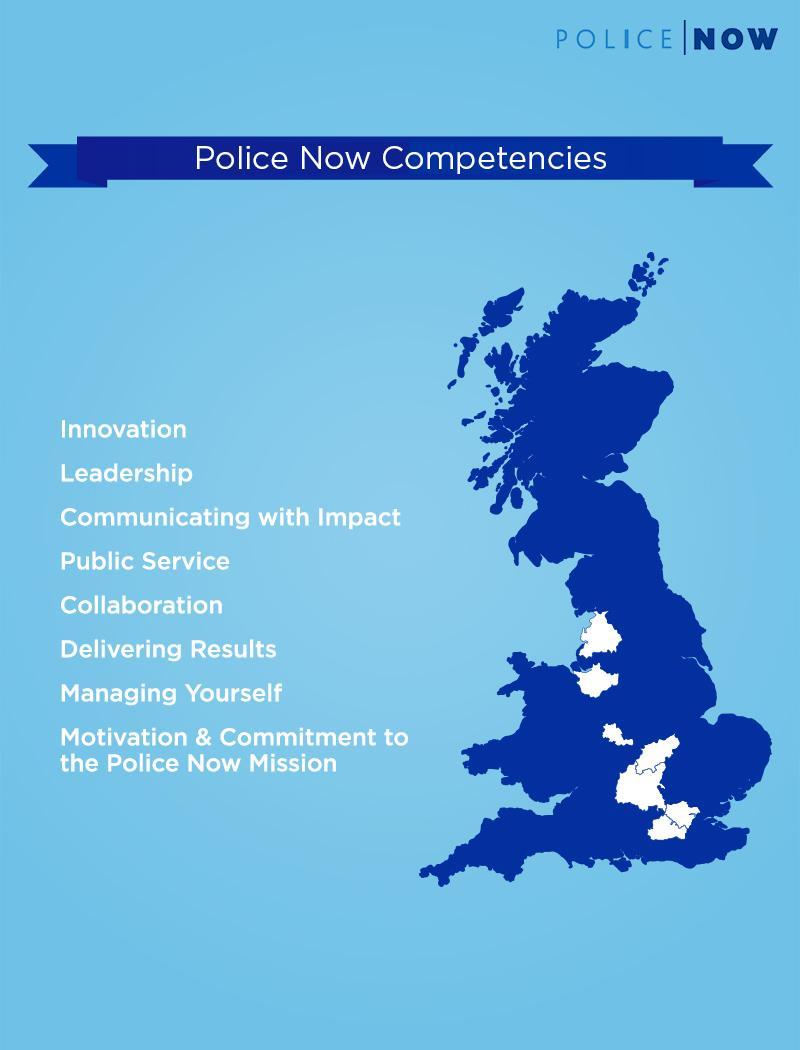 POLICE NOW
Police Now Competencies
Innovation
Leadership
Communicating with Impact
Public Service
Collaboration
Delivering Results
Managing Yourself
Motivation & Commitment to
the Police Now Mission